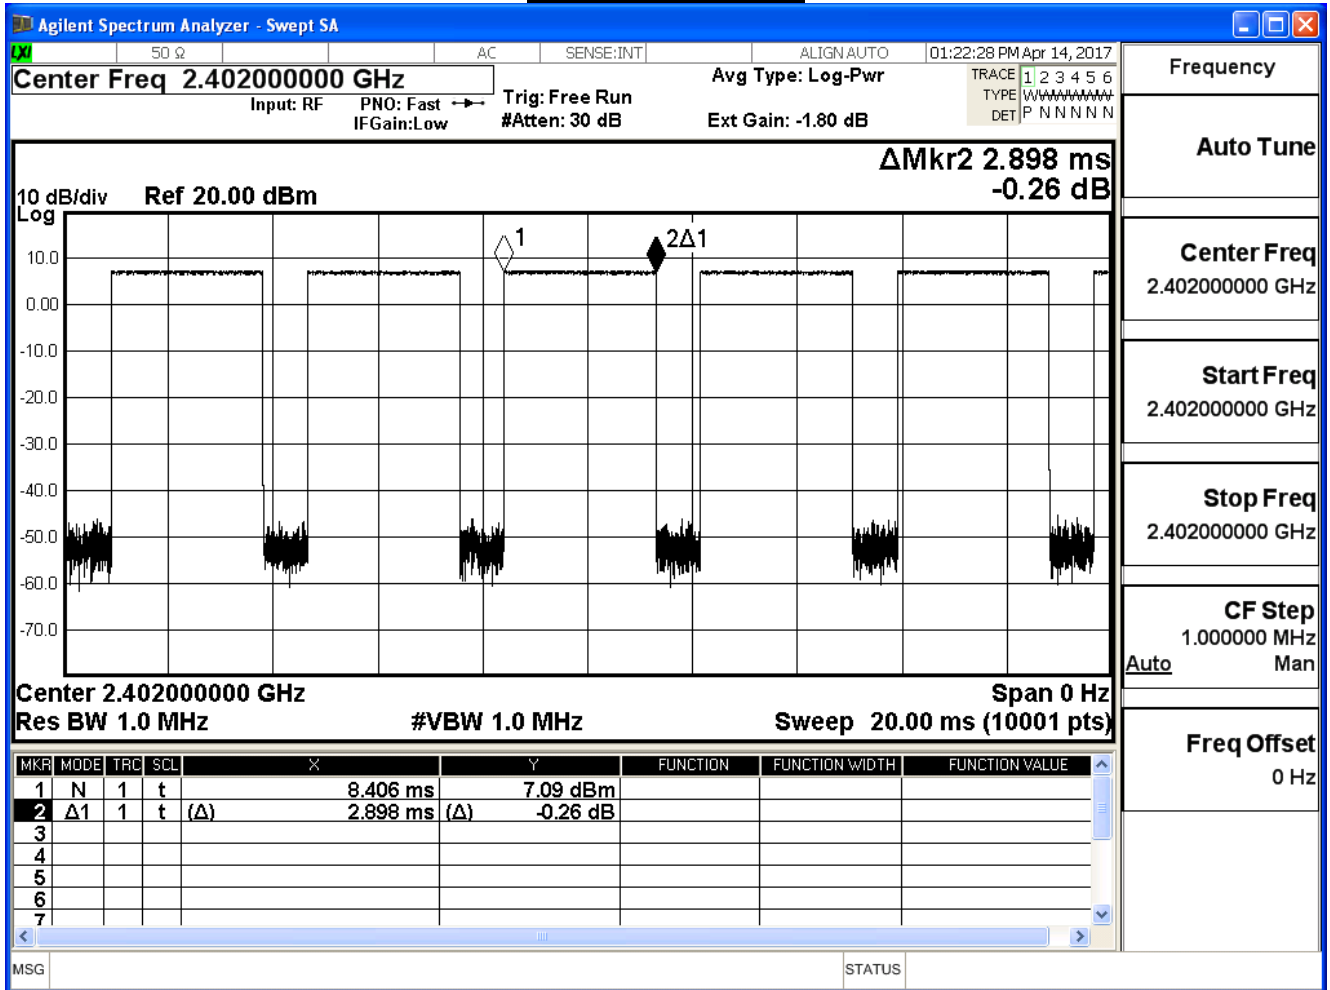 Agilent Spectrum Analyzer - Swept SA
LXI 50 Ω AC SENSE:INT ALIGN AUTO 01:22:28 PM Apr 14, 2017
Center Freq 2.402000000 GHz
Input: RF PNO: Fast Trig: Free Run Avg Type: Log-Pwr TRACE 1 2 3 4 5 6
TYPE
IFGain:Low #Atten: 30 dB Ext Gain: -1.80 dB DET P N N N N N
ΔMkr2 2.898 ms
-0.26 dB
10 dB/div Ref 20.00 dBm
Log
1
2Δ1
10.0
0.00
-10.0
-20.0
-30.0
-40.0
-50.0
-60.0
-70.0
Center 2.402000000 GHz Span 0 Hz
Res BW 1.0 MHz #VBW 1.0 MHz Sweep 20.00 ms (10001 pts)
MKR MODE TRC SCL X Y FUNCTION FUNCTION WIDTH FUNCTION VALUE
1 N 1 t 8.406 ms 7.09 dBm
2 Δ1 1 t (Δ) 2.898 ms (Δ) -0.26 dB
3
4
5
6
7
MSG STATUS
Frequency
Auto Tune
Center Freq
2.402000000 GHz
Start Freq
2.402000000 GHz
Stop Freq
2.402000000 GHz
CF Step
1.000000 MHz
Auto Man
Freq Offset
0 Hz